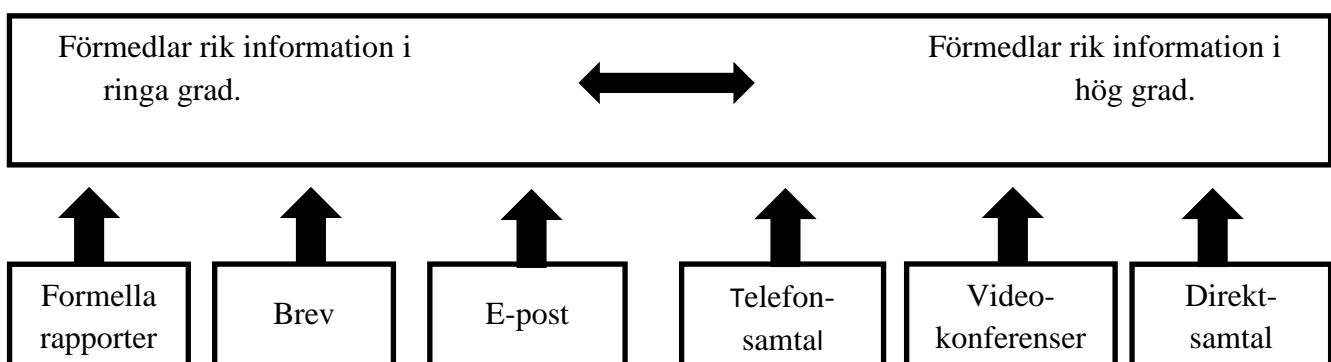 Förmedlar rik information i
ringa grad.
Förmedlar rik information i
hög grad.
Formella
rapporter
Brev
E-post
Telefon-
samtal
Video-
konferenser
Direkt-
samtal